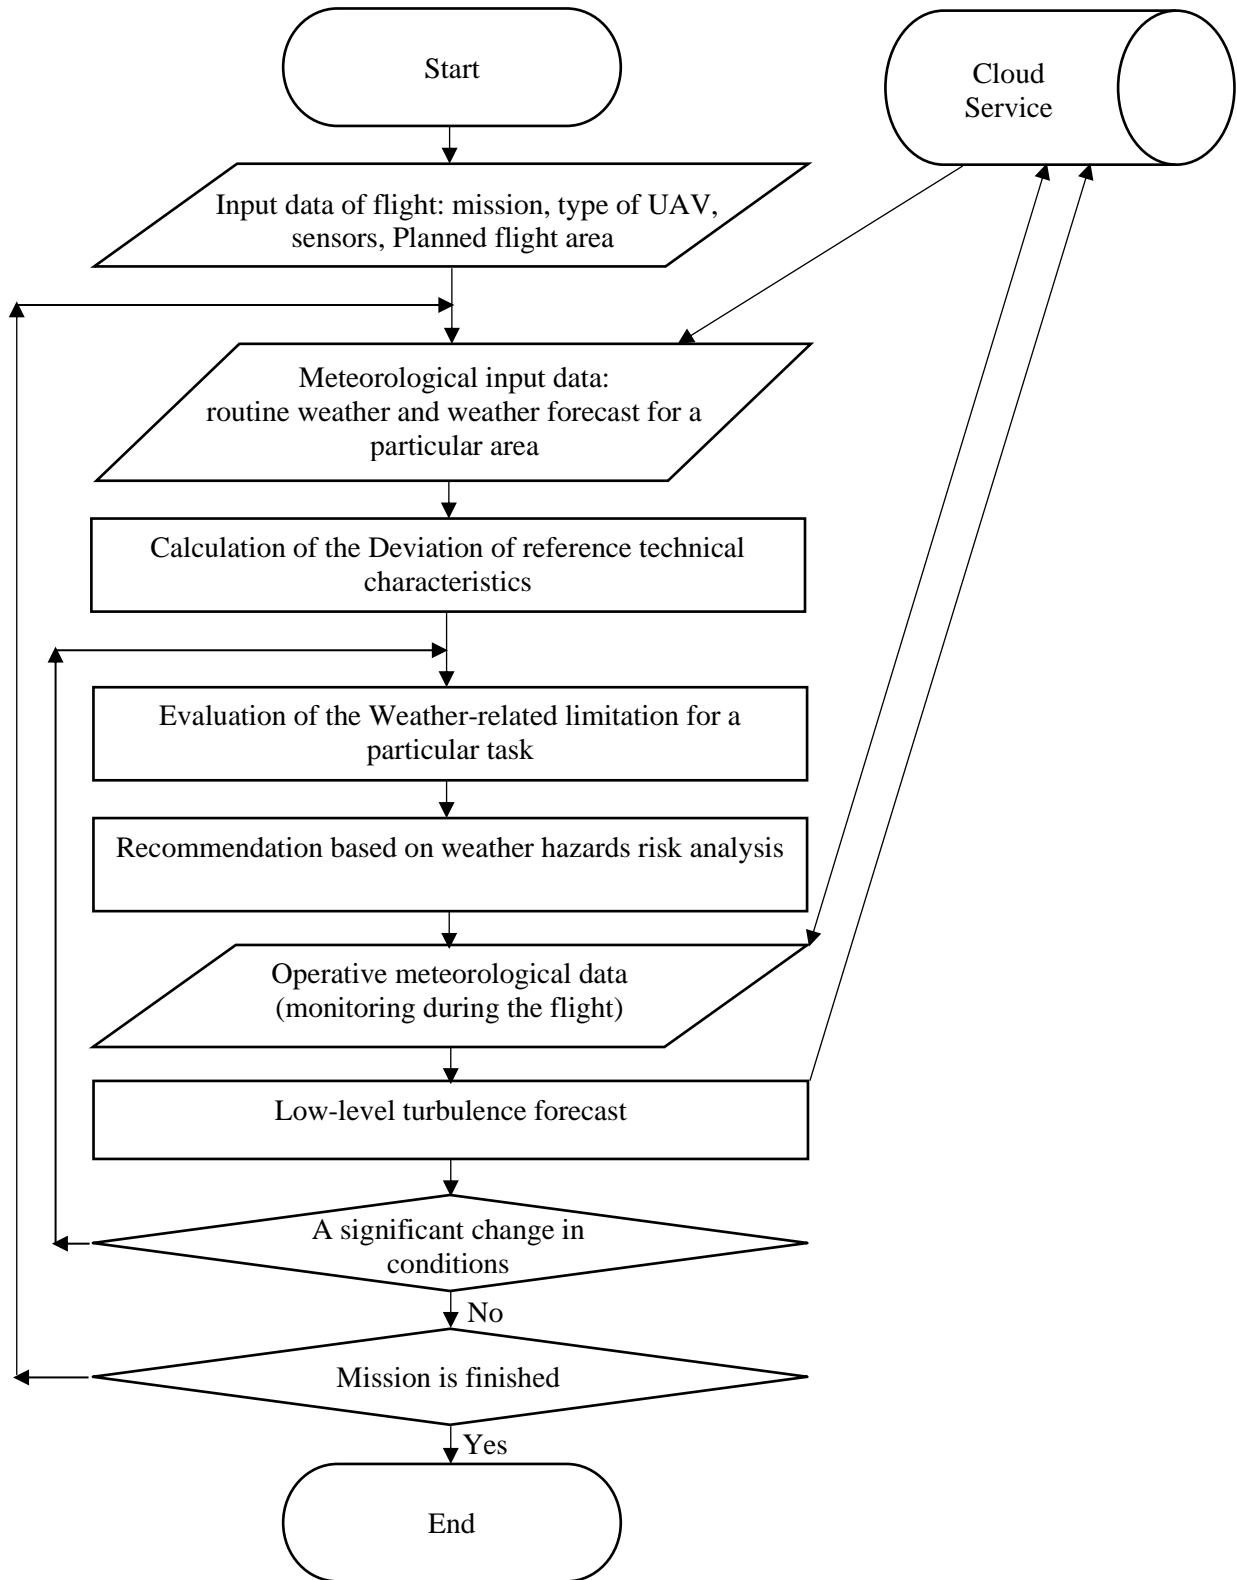 Start
Cloud
Service
Input data of flight: mission, type of UAV,
sensors, Planned flight area
Meteorological input data:
routine weather and weather forecast for a
particular area
Calculation of the Deviation of reference technical
characteristics
Evaluation of the Weather-related limitation for a
particular task
Recommendation based on weather hazards risk analysis
Operative meteorological data
(monitoring during the flight)
Low-level turbulence forecast
A significant change in
conditions
No
Mission is finished
Yes
End